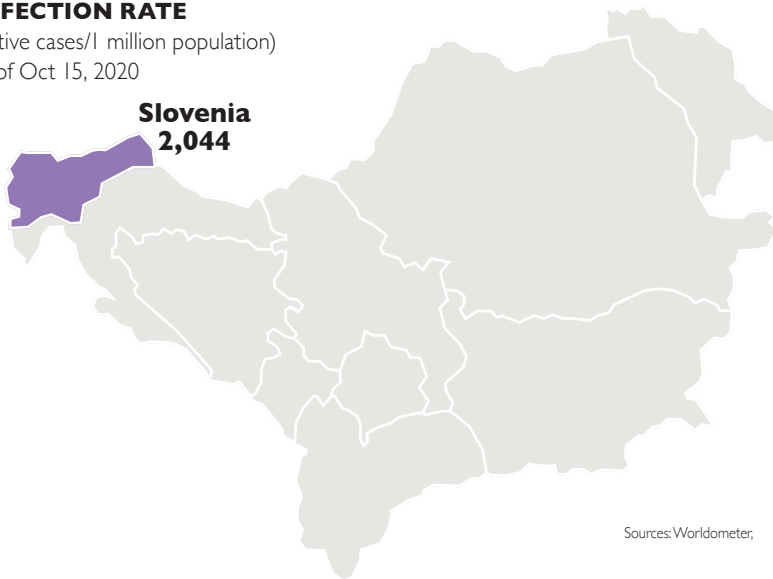 FECTION RATE
tive cases/1 million population)
of Oct 15, 2020
Slovenia
2,044
Sources: Worldometer,